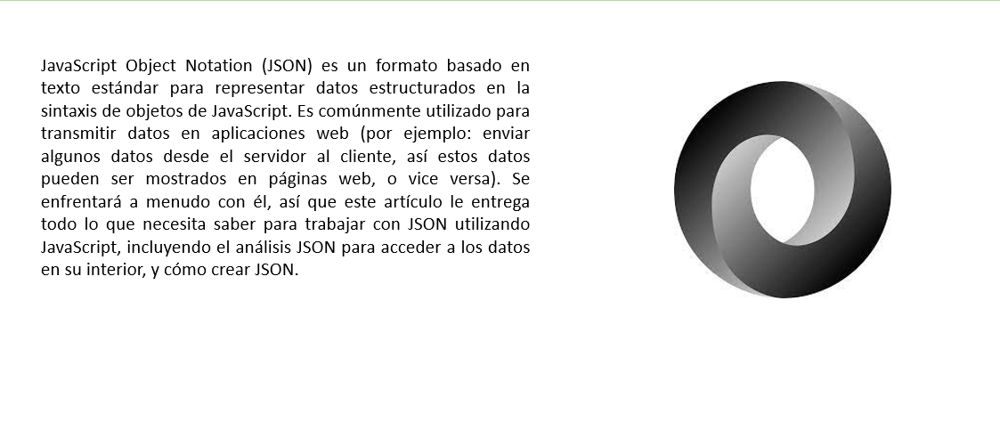 JavaScript Object Notation (JSON) es un formato basado en
texto estándar para representar datos estructurados en la
sintaxis de objetos de JavaScript. Es comúnmente utilizado para
transmitir datos en aplicaciones web (por ejemplo: enviar
algunos datos desde el servidor al cliente, así estos datos
pueden ser mostrados en páginas web, o vice versa). Se
enfrentará a menudo con él, así que este artículo le entrega
todo lo que necesita saber para trabajar con JSON utilizando
JavaScript, incluyendo el análisis JSON para acceder a los datos
en su interior, y cómo crear JSON.